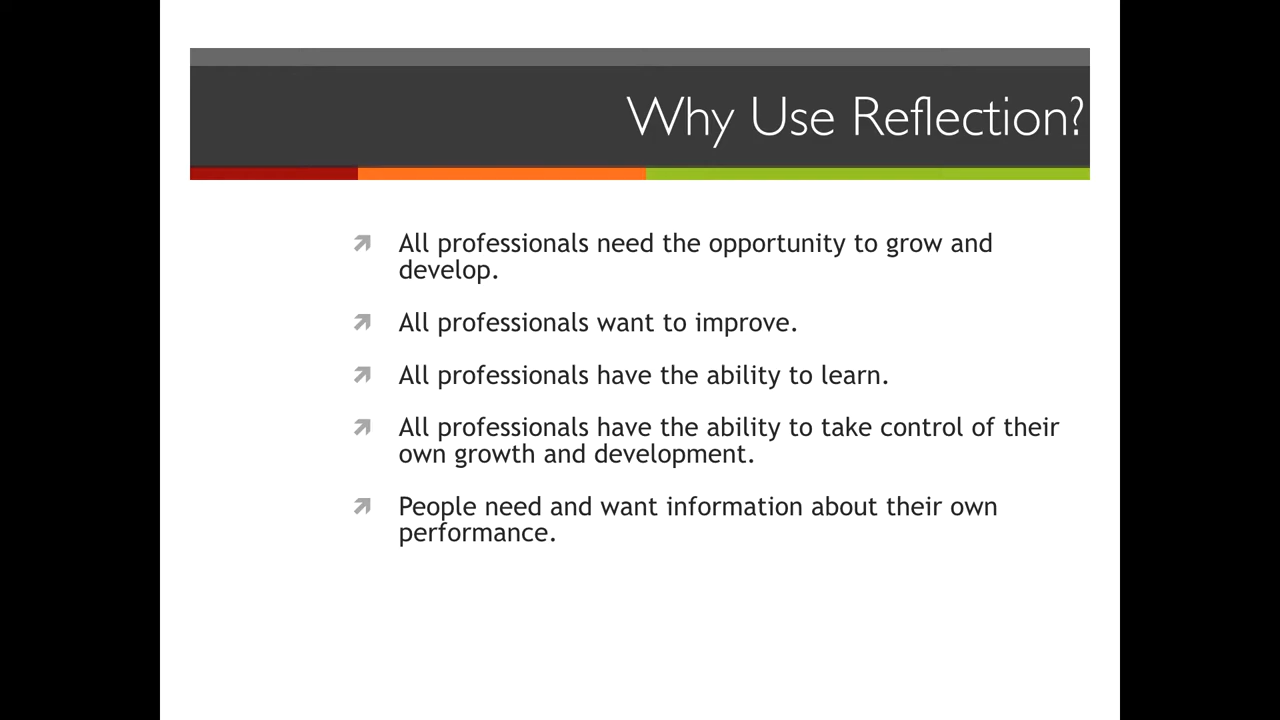 Why Use Reflection?
All professionals need the opportunity to grow and
develop.
All professionals want to improve.
All professionals have the ability to learn.
All professionals have the ability to take control of their
own growth and development.
People need and want information about their own
performance.